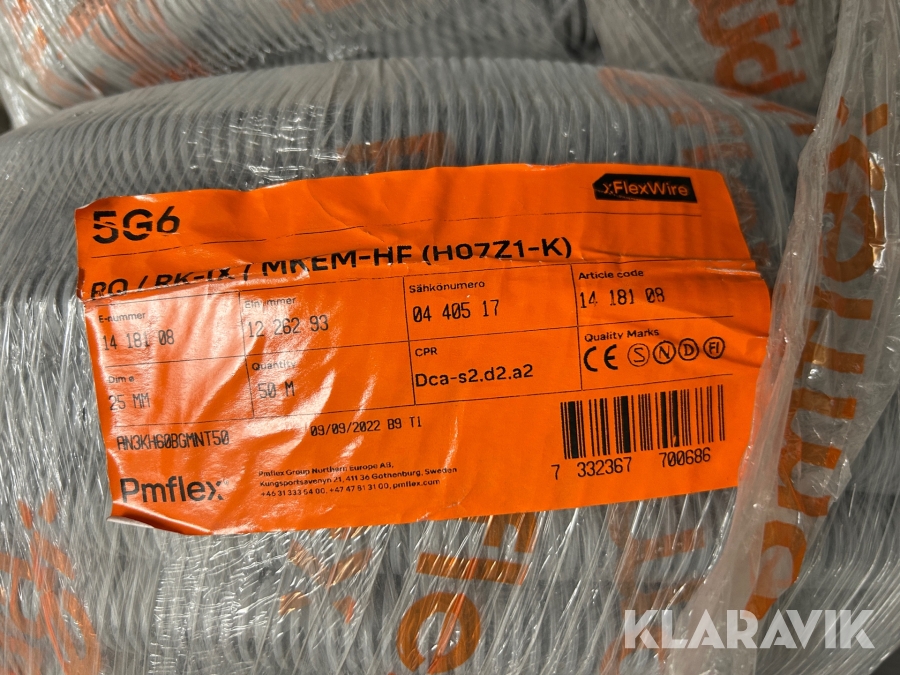 xFlexWire
5G6
RQ / RK-IX / MKEM-HF (H07Z1-K)
E-nummer
14 181 08
El nummer
12 262 93
Sähkönumero
04 405 17
Article code
14 181 08
Dim ø
25 MM
Quantity
50 M
CPR
Dca-s2.d2.a2
Quality Marks
CE S N D FI
AN3KH60BGMNT50
09/09/2022 B9 T1
7 332367 700686
Pmflex
Pmflex Group Northern Europe AB,
Kungsportsavenyn 21, 411 36 Gothenburg, Sweden
+46 31 333 54 00, +47 47 81 31 00, pmflex.com
KLARAVIK